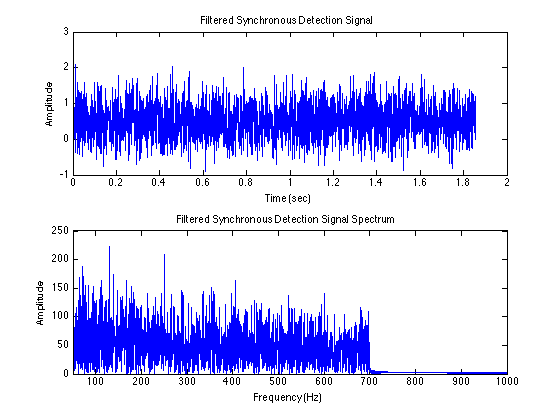 Filtered Synchronous Detection Signal
3
2
1
0
-1
Amplitude
0 0.2 0.4 0.6 0.8 1 1.2 1.4 1.6 1.8 2
Time (sec)
Filtered Synchronous Detection Signal Spectrum
250
200
150
100
50
0
Amplitude
100 200 300 400 500 600 700 800 900 1000
Frequency(Hz)